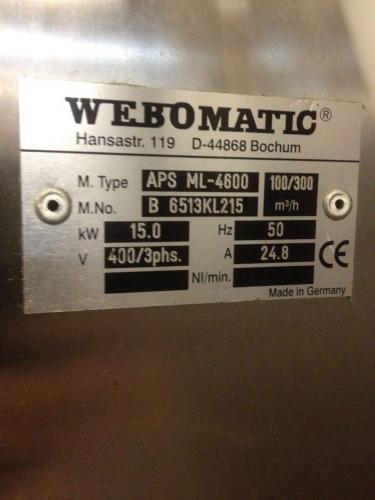 WEBOMATIC®
Hansastr. 119 D-44868 Bochum
M. Type APS ML-4600 100/300
M.No. B 6513KL215 m³/h
kW 15.0 Hz 50
V 400/3phs. A 24.8 CE
Nl/min.
Made in Germany